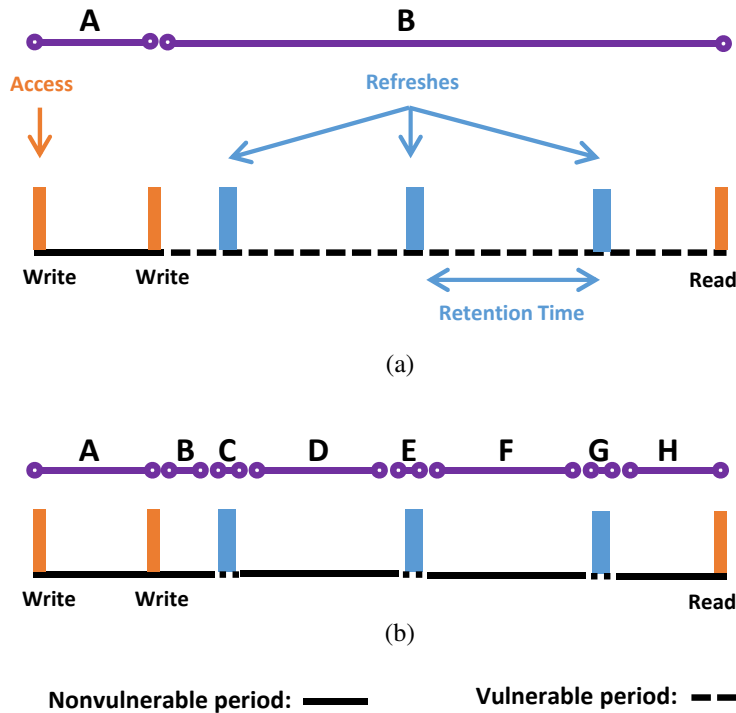 A B
Access Refreshes
Write Write Read
Retention Time
(a)
A B C D E F G H
Write Write Read
(b)
Nonvulnerable period: Vulnerable period: